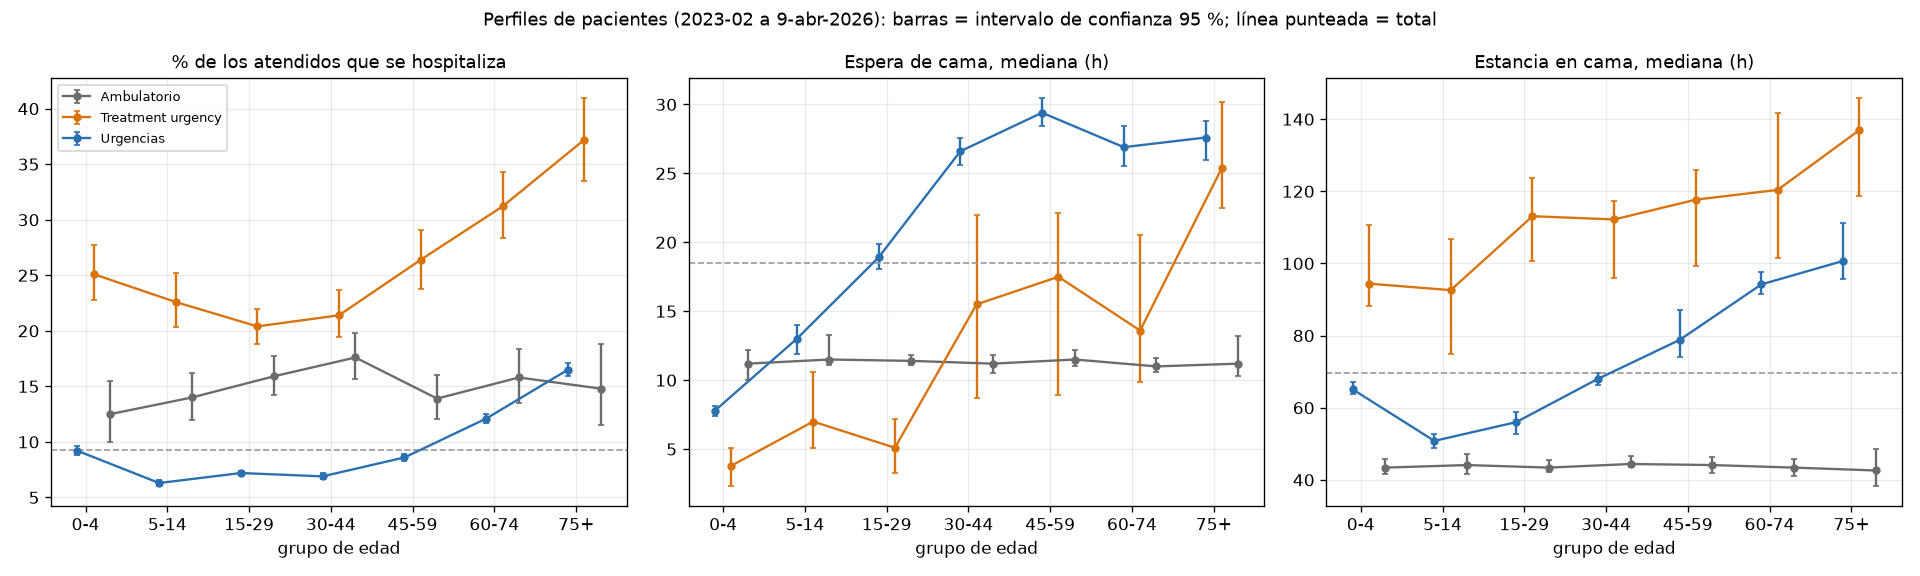 Perfiles de pacientes (2023-02 a 9-abr-2026): barras = intervalo de confianza 95 %; línea punteada = total
% de los atendidos que se hospitaliza
Ambulatorio
Treatment urgency
Urgencias
40
35
30
25
20
15
10
5
0-4 5-14 15-29 30-44 45-59 60-74 75+
grupo de edad
Espera de cama, mediana (h)
30
25
20
15
10
5
0-4 5-14 15-29 30-44 45-59 60-74 75+
grupo de edad
Estancia en cama, mediana (h)
140
120
100
80
60
40
0-4 5-14 15-29 30-44 45-59 60-74 75+
grupo de edad